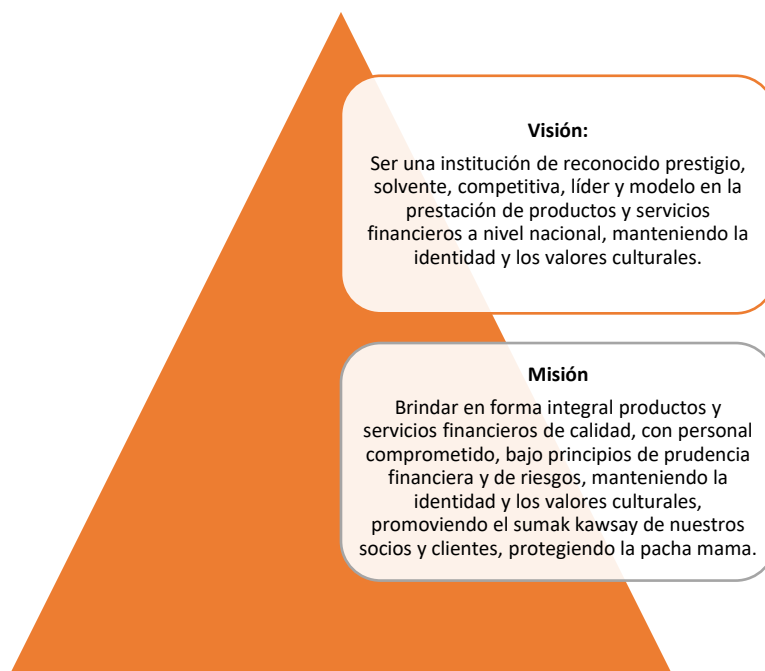 Visión:
Ser una institución de reconocido prestigio,
solvente, competitiva, líder y modelo en la
prestación de productos y servicios
financieros a nivel nacional, manteniendo la
identidad y los valores culturales.
Misión
Brindar en forma integral productos y
servicios financieros de calidad, con personal
comprometido, bajo principios de prudencia
financiera y de riesgos, manteniendo la
identidad y los valores culturales,
promoviendo el sumak kawsay de nuestros
socios y clientes, protegiendo la pacha mama.